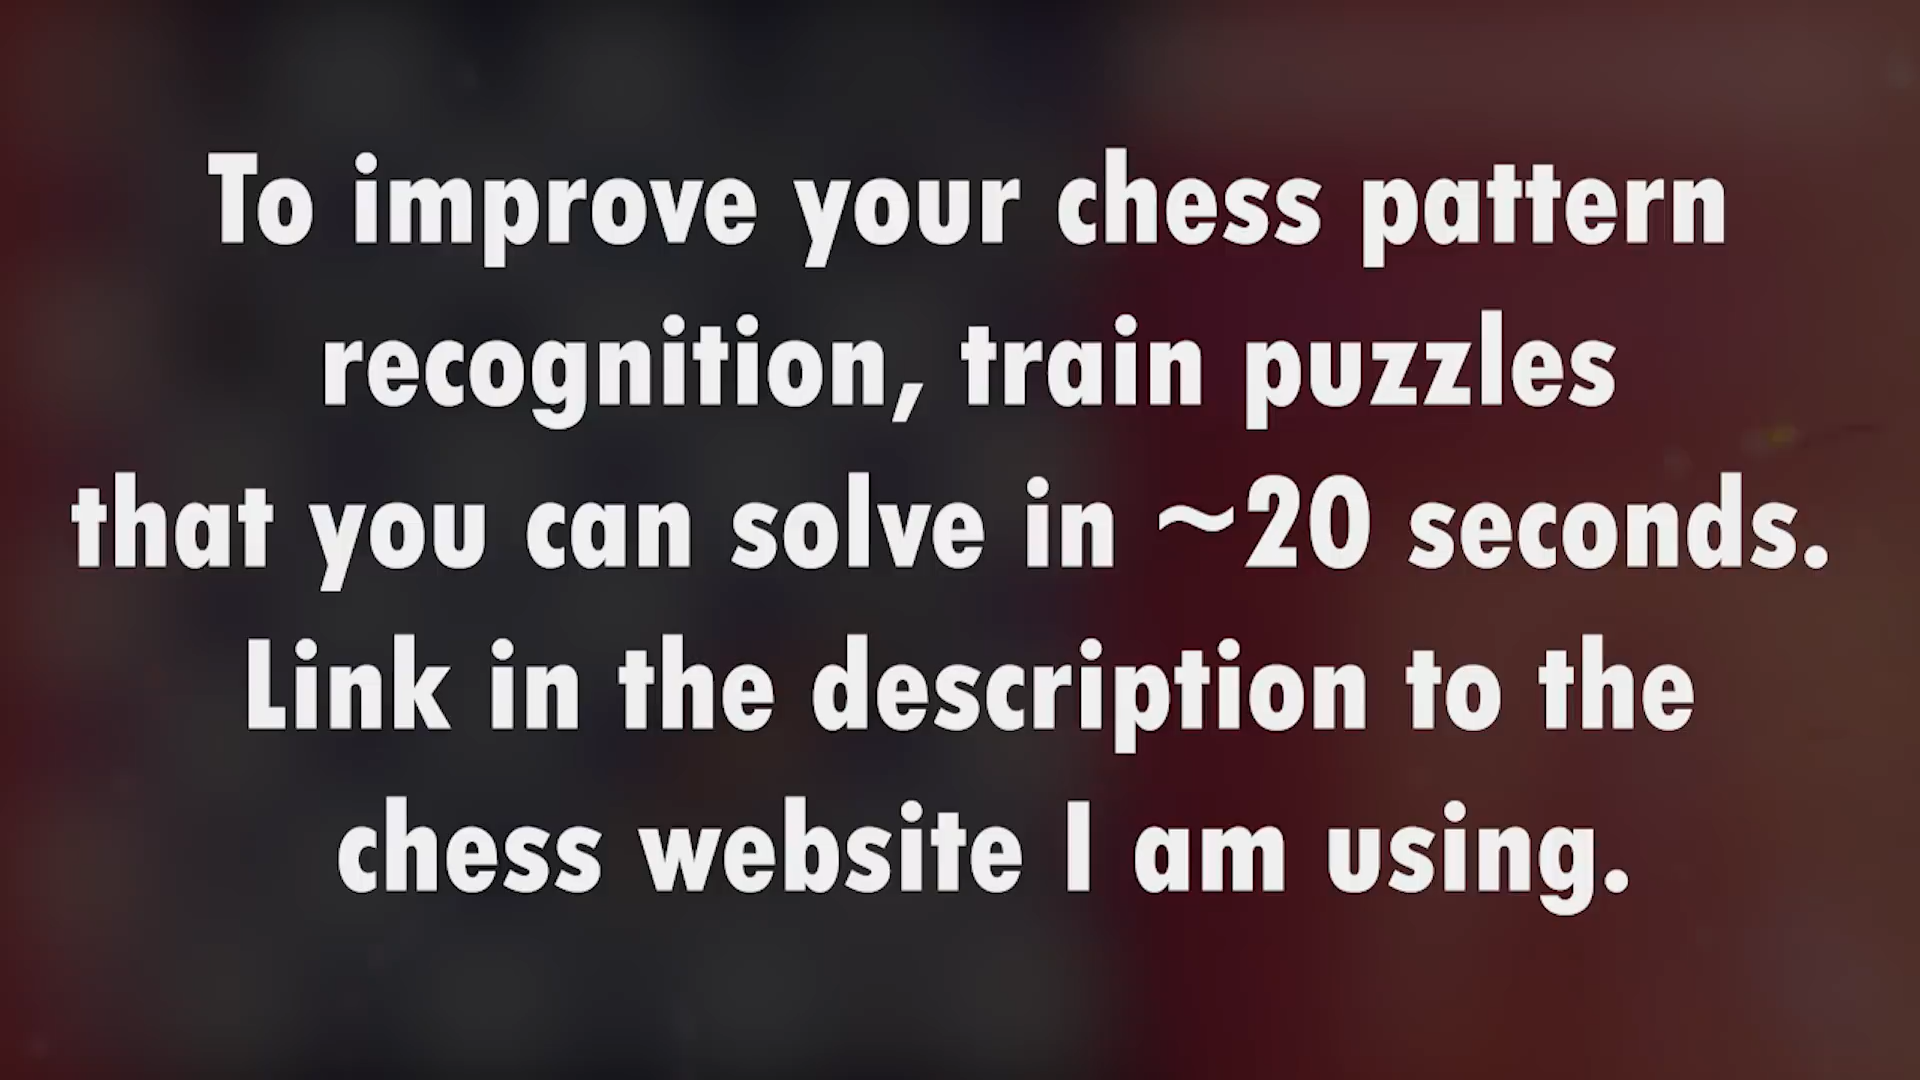 To improve your chess pattern
recognition, train puzzles
that you can solve in ~20 seconds.
Link in the description to the
chess website I am using.